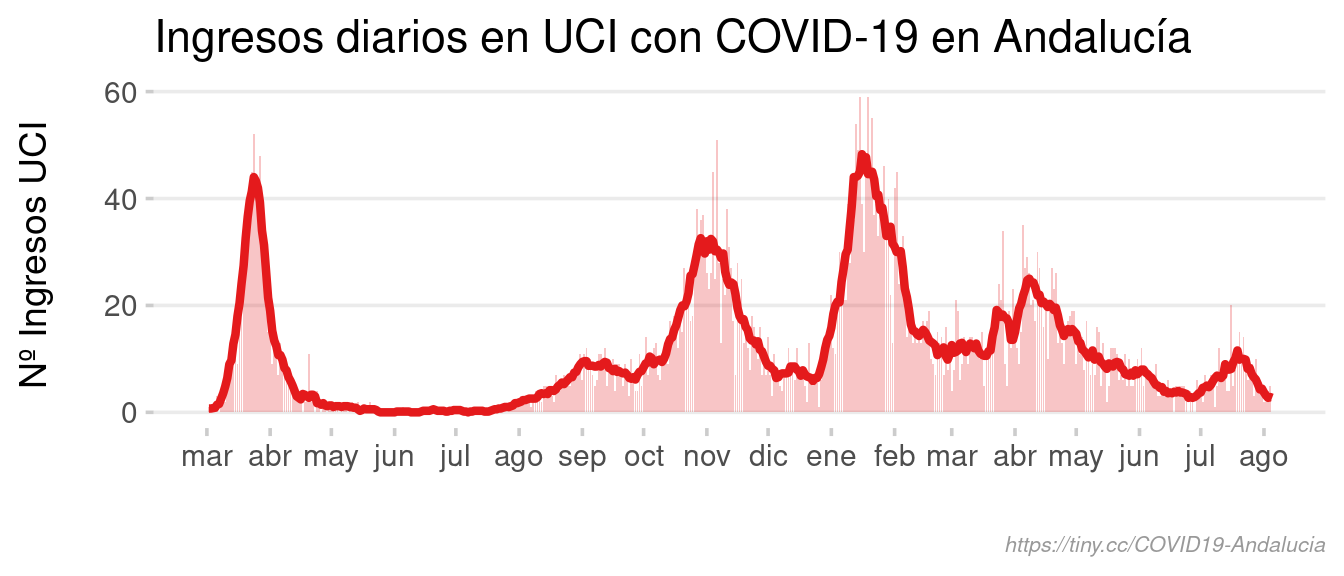 Ingresos diarios en UCI con COVID-19 en Andalucía
Nº Ingresos UCI
60
40
20
0
mar abr may jun jul ago sep oct nov dic ene feb mar abr may jun jul ago
https://tiny.cc/COVID19-Andalucia